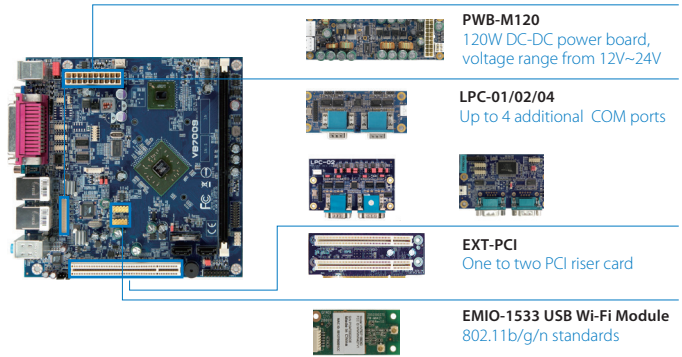 PWB-M120
120W DC-DC power board,
voltage range from 12V~24V
LPC-01/02/04
Up to 4 additional COM ports
VB7009
LPC-02
FC
CE
EXT-PCI
One to two PCI riser card
EMIO-1533 USB Wi-Fi Module
802.11b/g/n standards